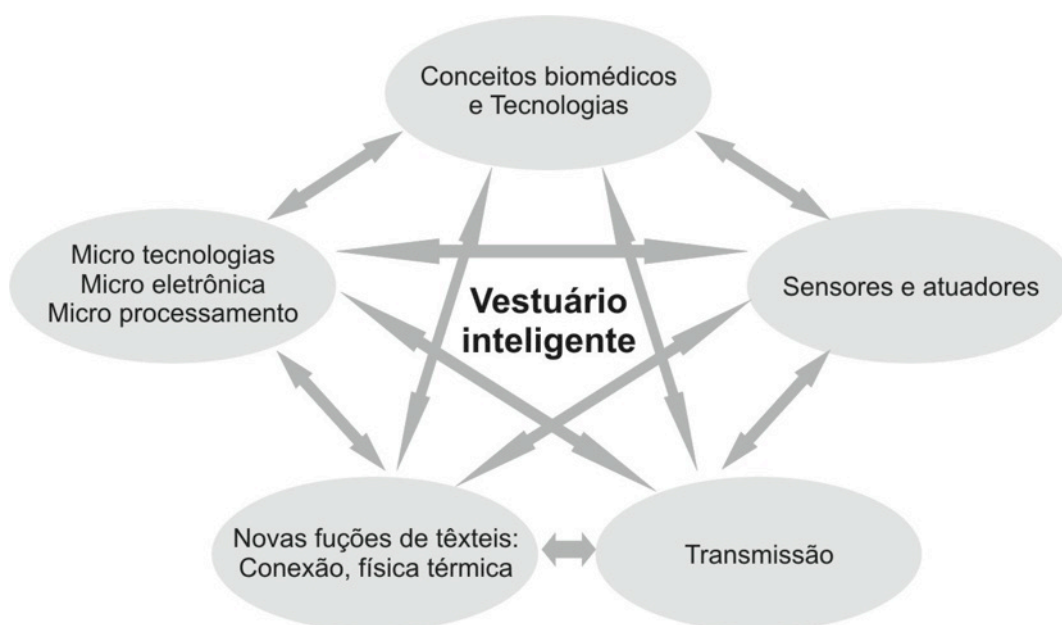 Conceitos biomédicos
e Tecnologias
Micro tecnologias
Micro eletrônica
Micro processamento
Vestuário
inteligente
Sensores e atuadores
Novas fuções de têxteis:
Conexão, física térmica
Transmissão